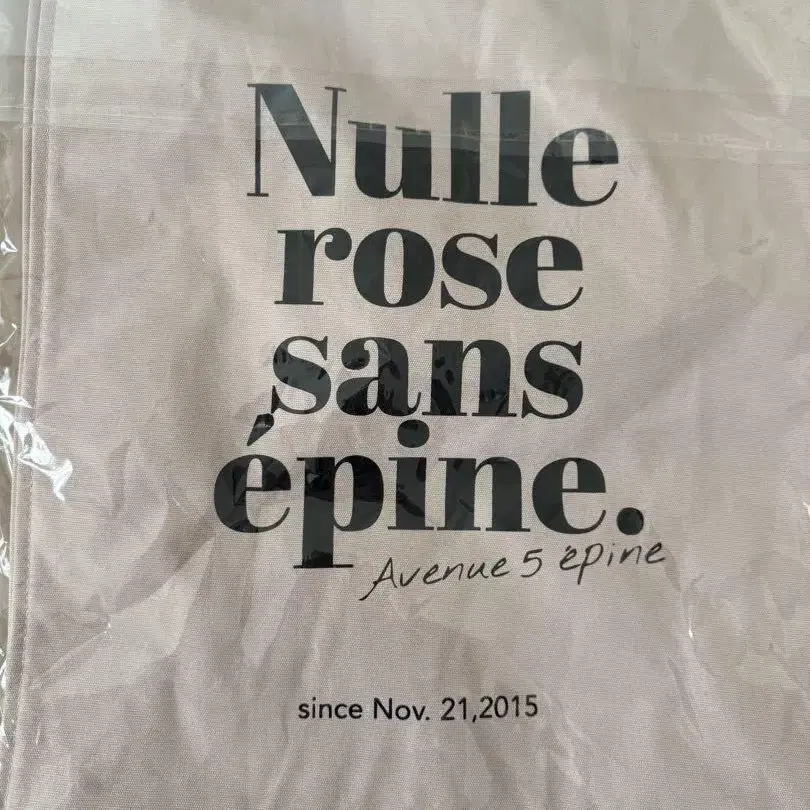 Nulle
rose
sans
épine.
Avenue 5 épine
since Nov. 21,2015